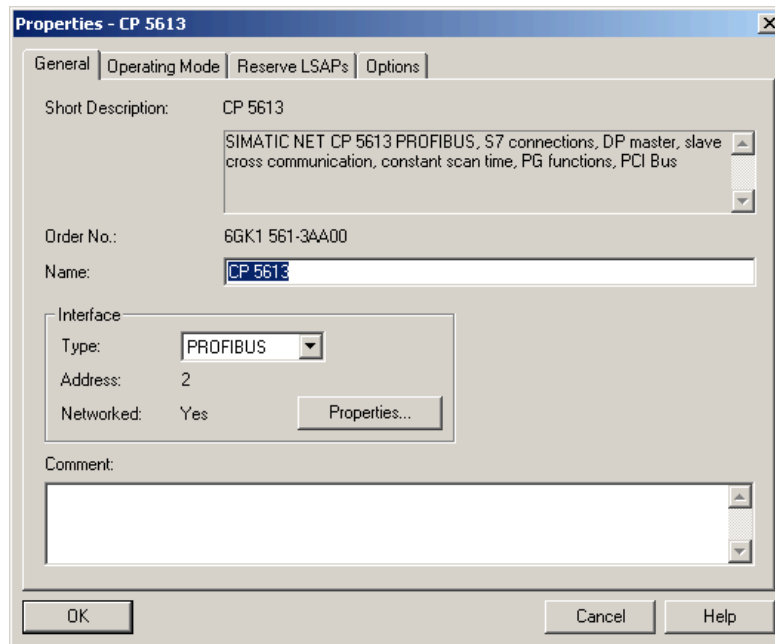 Properties - CP 5613
General Operating Mode Reserve LSAPs Options
Short Description: CP 5613
SIMATIC NET CP 5613 PROFIBUS, S7 connections, DP master, slave
cross communication, constant scan time, PG functions, PCI Bus
Order No.: 6GK1 561-3AA00
Name: CP 5613
Interface
Type: PROFIBUS
Address: 2
Networked: Yes Properties...
Comment:
OK Cancel Help